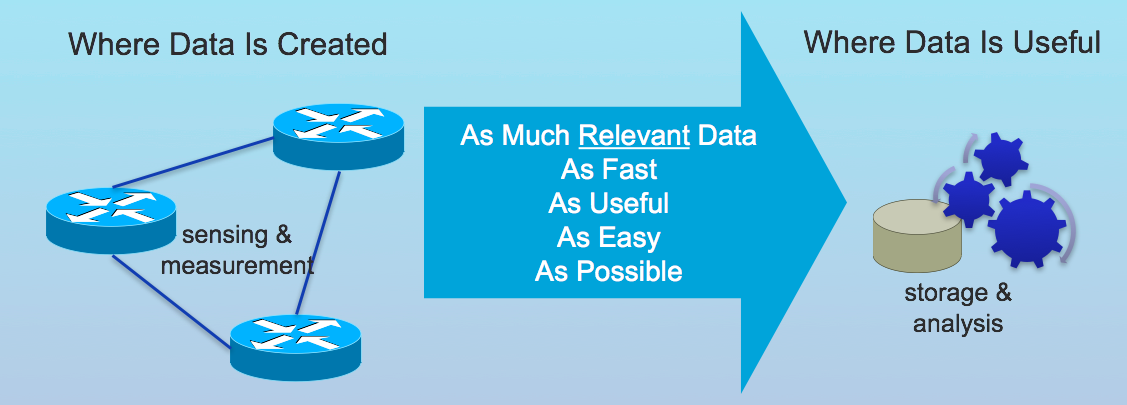 Where Data Is Created
sensing &
measurement
As Much Relevant Data
As Fast
As Useful
As Easy
As Possible
Where Data Is Useful
storage &
analysis